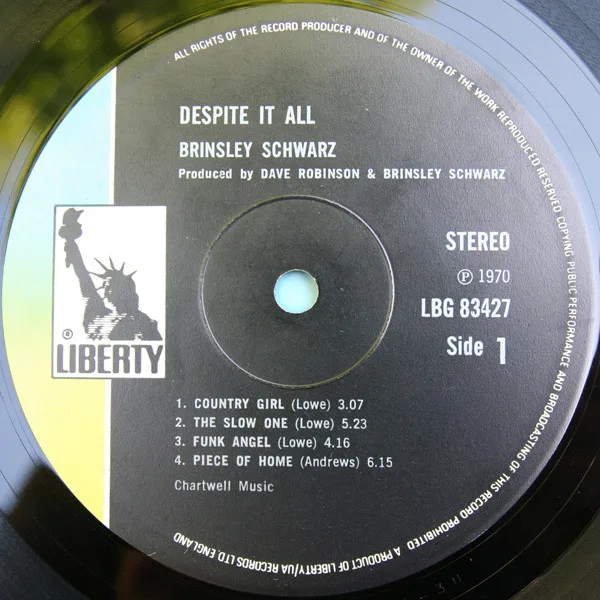 ALL RIGHTS OF THE RECORD PRODUCER AND OF THE OWNER OF THE WORK REPRODUCED RESERVED COPYING PUBLIC PERFORMANCE AND BROADCASTING OF THIS RECORD PROHIBITED A PRODUCT OF LIBERTY/UA RECORDS LTD. ENGLAND
DESPITE IT ALL
BRINSLEY SCHWARZ
Produced by DAVE ROBINSON & BRINSLEY SCHWARZ
STEREO
Ⓟ 1970
LBG 83427
Side 1
®
LIBERTY
1. COUNTRY GIRL (Lowe) 3.07
2. THE SLOW ONE (Lowe) 5.23
3. FUNK ANGEL (Lowe) 4.16
4. PIECE OF HOME (Andrews) 6.15
Chartwell Music